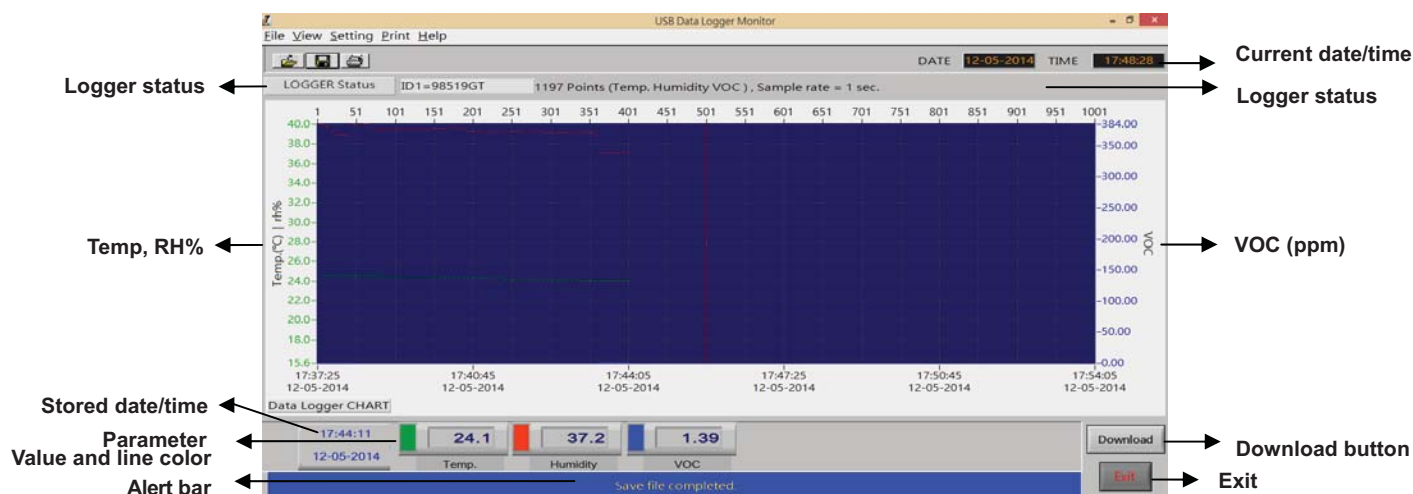 USB Data Logger Monitor
File View Setting Print Help
DATE 12-05-2014 TIME 17:48:28
Current date/time
Logger status
LOGGER Status ID1=98519GT 1197 Points (Temp. Humidity VOC ) , Sample rate = 1 sec.
Logger status
1 51 101 151 201 251 301 351 401 451 501 551 601 651 701 751 801 851 901 951 1001
40.0
38.0
36.0
34.0
32.0
30.0
28.0
26.0
24.0
22.0
20.0
18.0
15.6
Temp.(°C) | rh%
Temp, RH%
384.00
350.00
300.00
250.00
200.00
150.00
100.00
50.00
0.00
VOC
VOC (ppm)
17:37:25 17:40:45 17:44:05 17:47:25 17:50:45 17:54:05
12-05-2014 12-05-2014 12-05-2014 12-05-2014 12-05-2014 12-05-2014
Data Logger CHART
Stored date/time
17:44:11
12-05-2014
Parameter
Value and line color
24.1 37.2 1.39
Temp. Humidity VOC
Download
Download button
Alert bar
Save file completed.
Exit
Exit